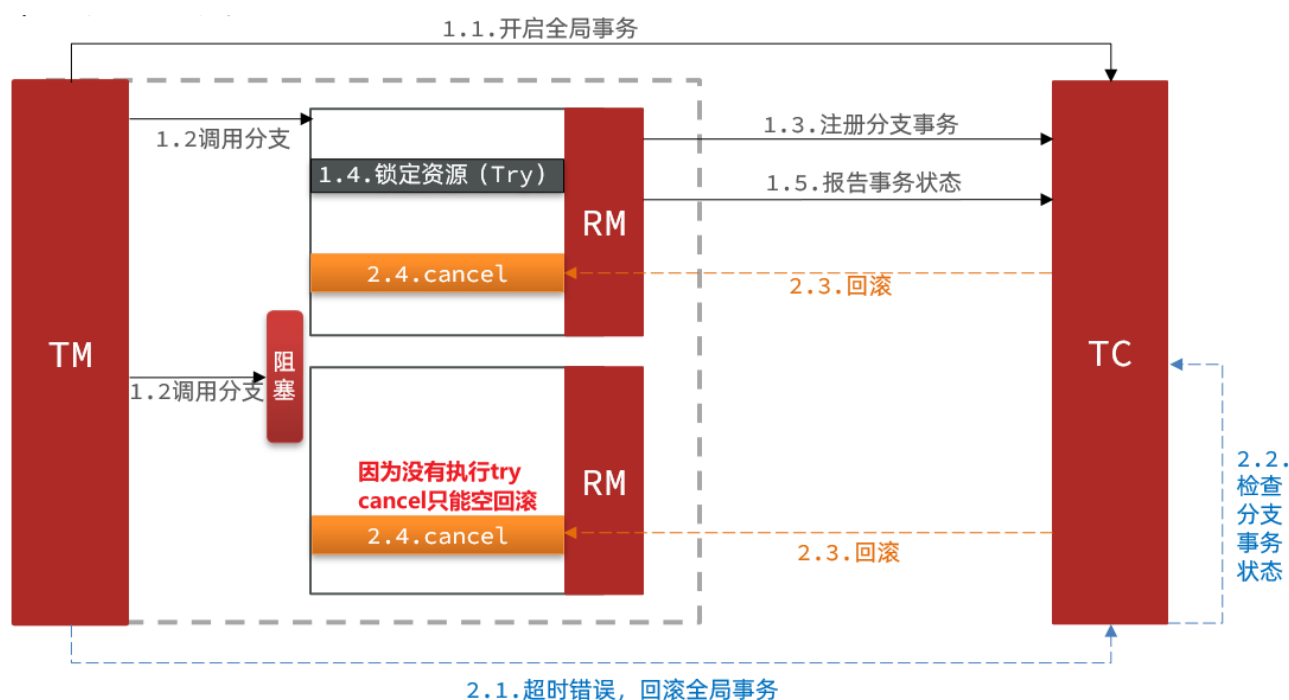 1.1.开启全局事务
1.2调用分支
1.3.注册分支事务
1.4.锁定资源（Try）
1.5.报告事务状态
RM
2.4.cancel
2.3.回滚
TM
TC
阻
塞
1.2调用分支
因为没有执行try
cancel只能空回滚
RM
2.4.cancel
2.3.回滚
2.2.
检查
分支
事务
状态
2.1.超时错误，回滚全局事务